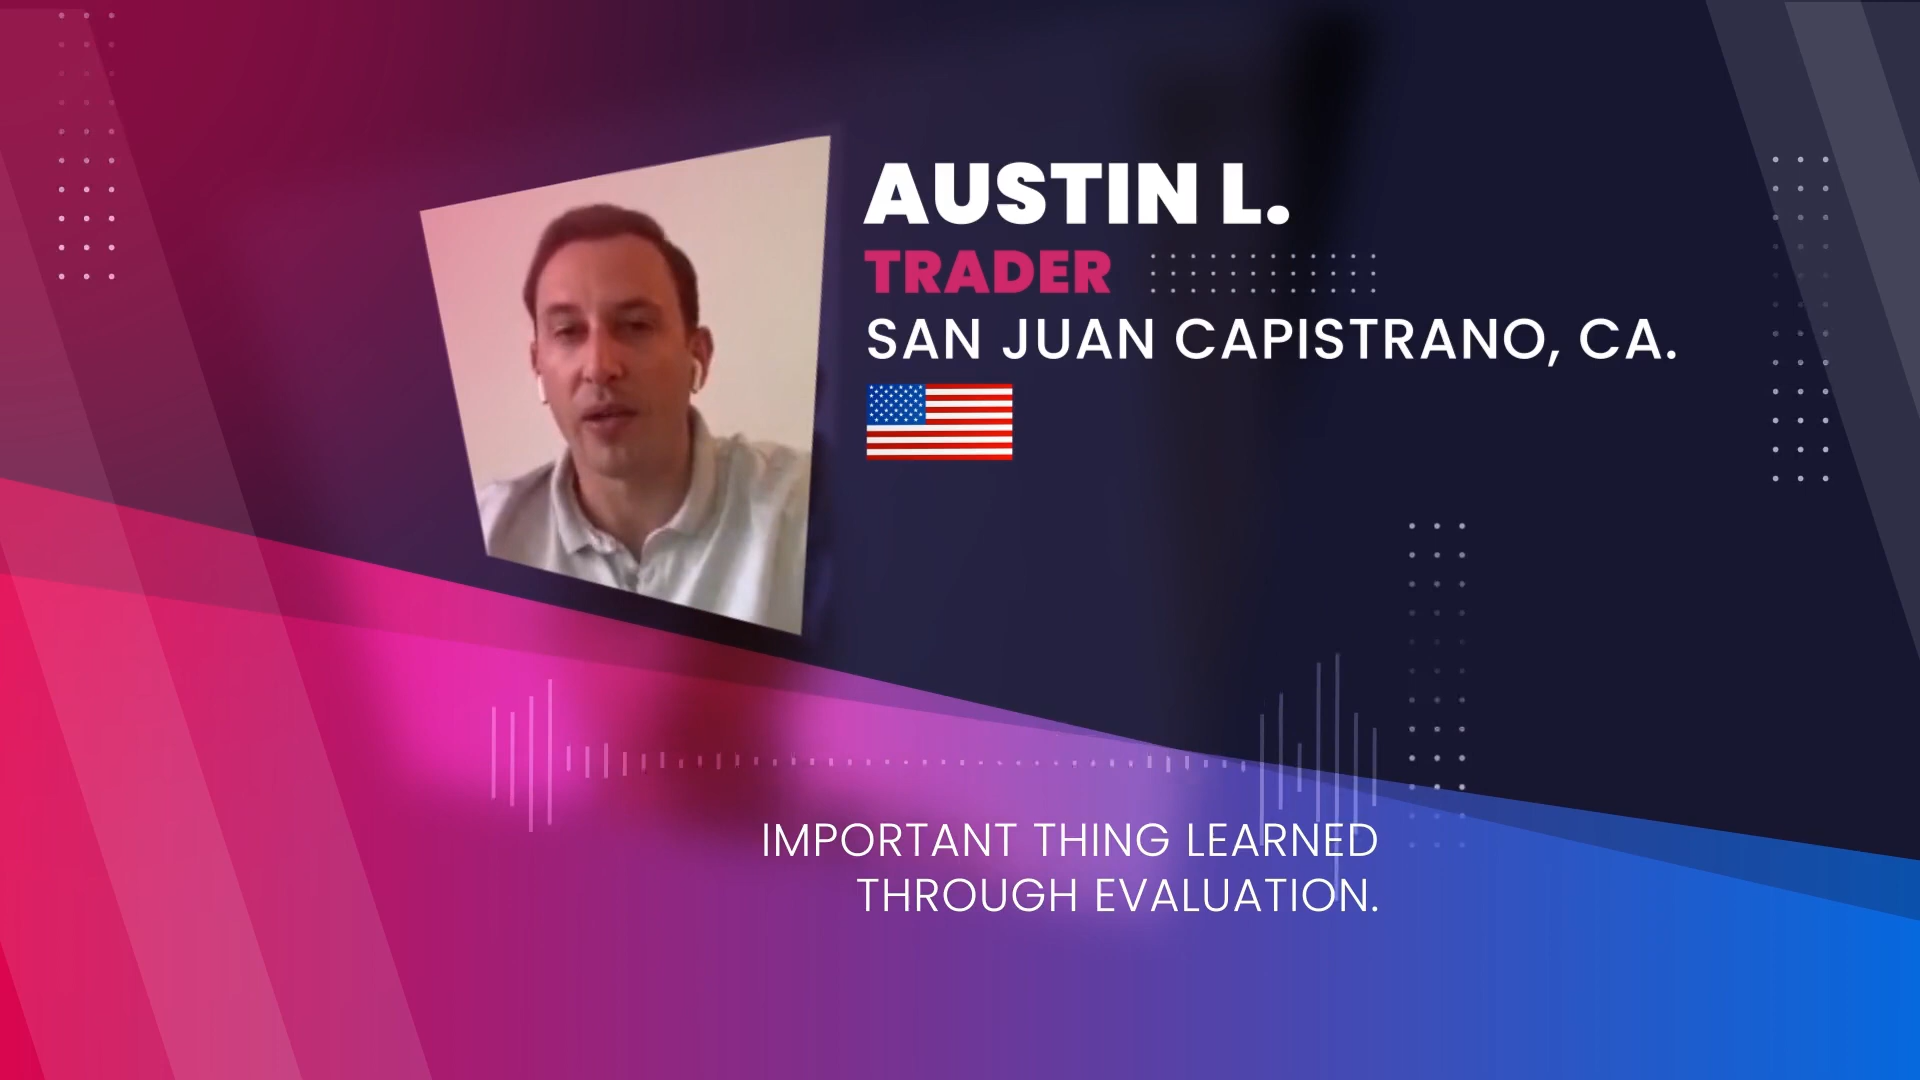 AUSTIN L.
TRADER
SAN JUAN CAPISTRANO, CA.
IMPORTANT THING LEARNED
THROUGH EVALUATION.